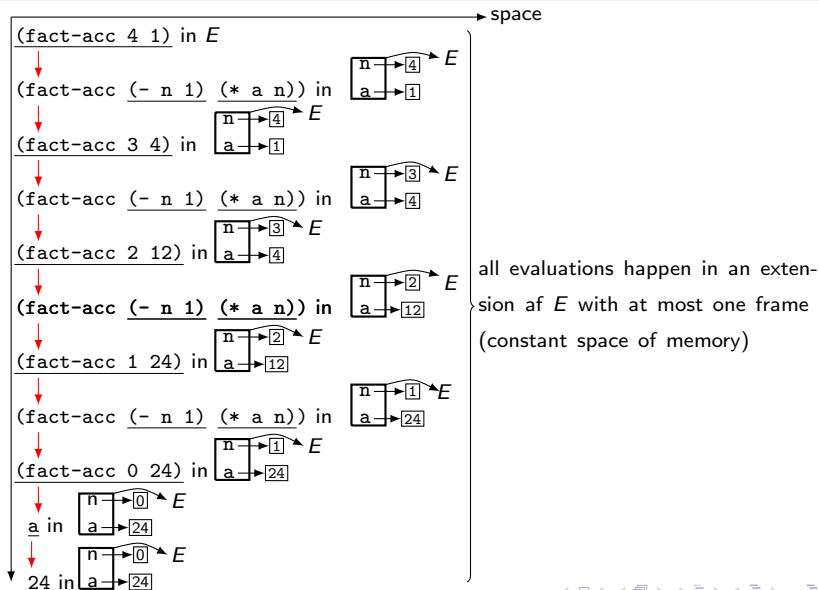 space
(fact-acc 4 1) in E
n 4 E
a 1
(fact-acc (- n 1) (* a n)) in
n 4 E
a 1
(fact-acc 3 4) in
n 3 E
a 4
(fact-acc (- n 1) (* a n)) in
n 3 E
a 4
(fact-acc 2 12) in
n 2 E
a 12
(fact-acc (- n 1) (* a n)) in
n 2 E
a 12
(fact-acc 1 24) in
n 1 E
a 24
(fact-acc (- n 1) (* a n)) in
n 1 E
a 24
(fact-acc 0 24) in
n 0 E
a 24
a in
n 0 E
a 24
24 in
all evaluations happen in an exten-
sion af E with at most one frame
(constant space of memory)